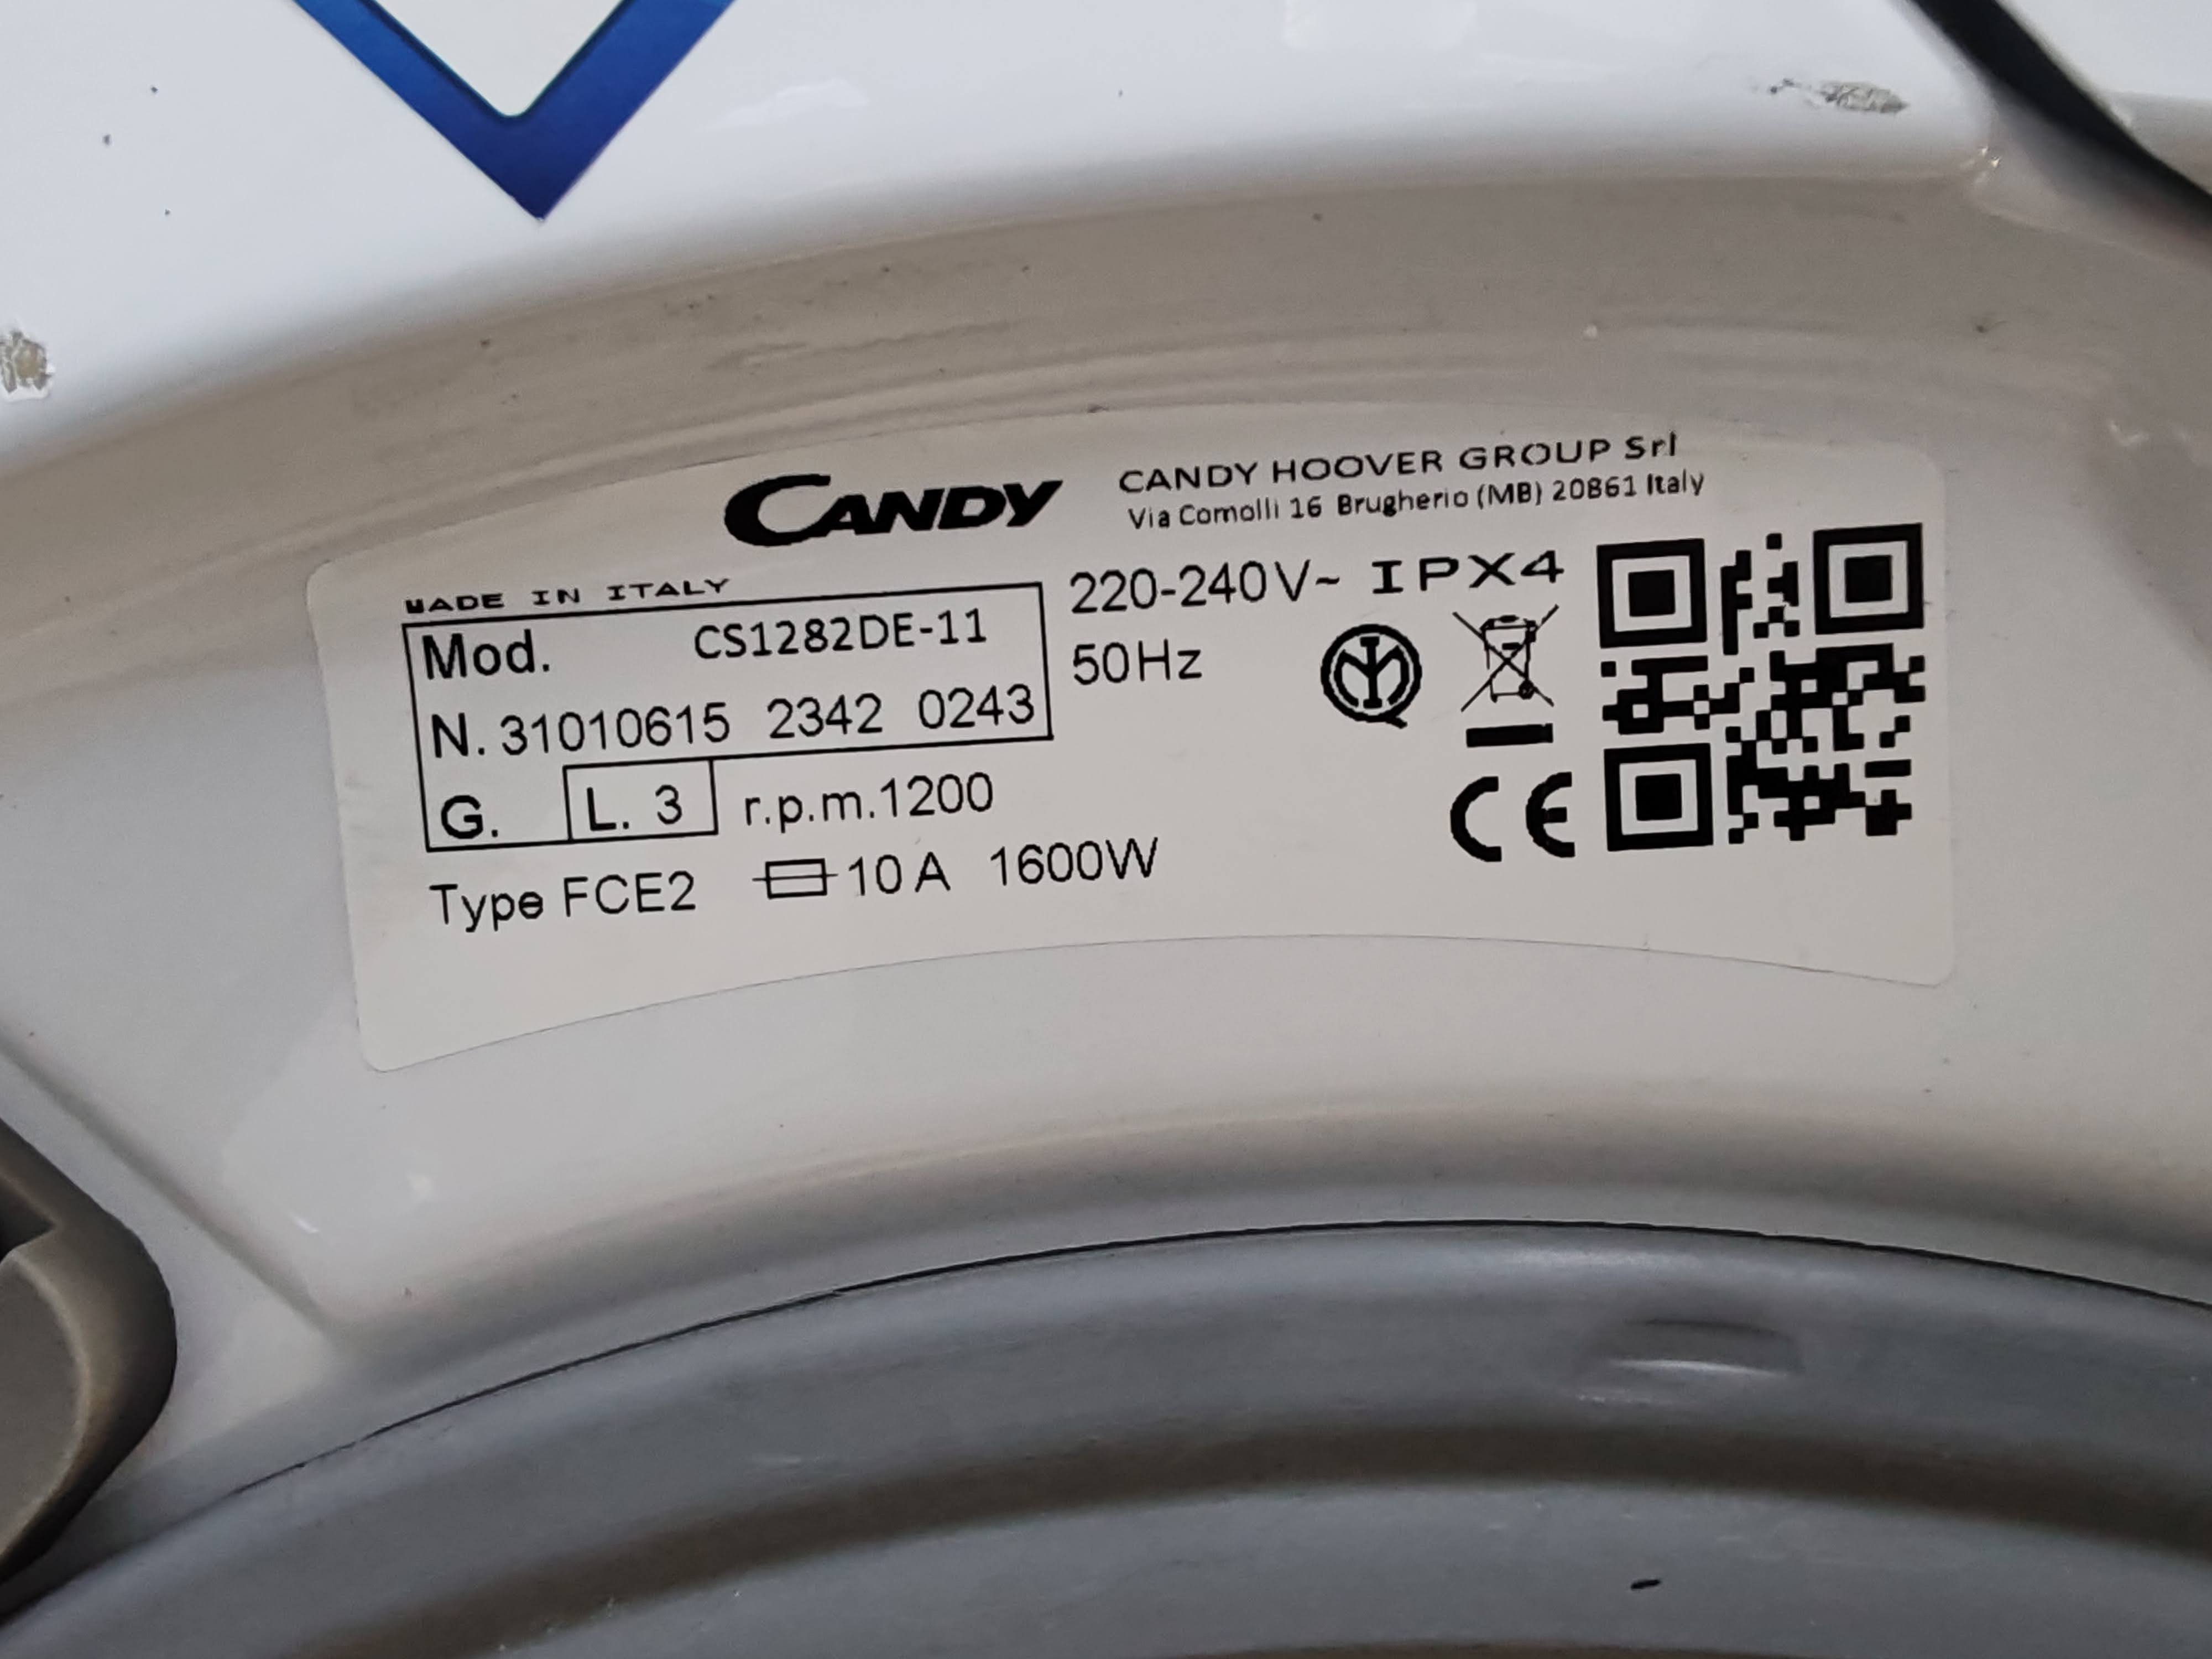 CANDY
CANDY HOOVER GROUP Srl
Via Comolli 16 Brugherio (MB) 20861 Italy
MADE IN ITALY
Mod. CS1282DE-11
N. 31010615 2342 0243
G. L. 3 r.p.m.1200
Type FCE2 10 A 1600W
220-240V~ IPX4
50Hz
CE